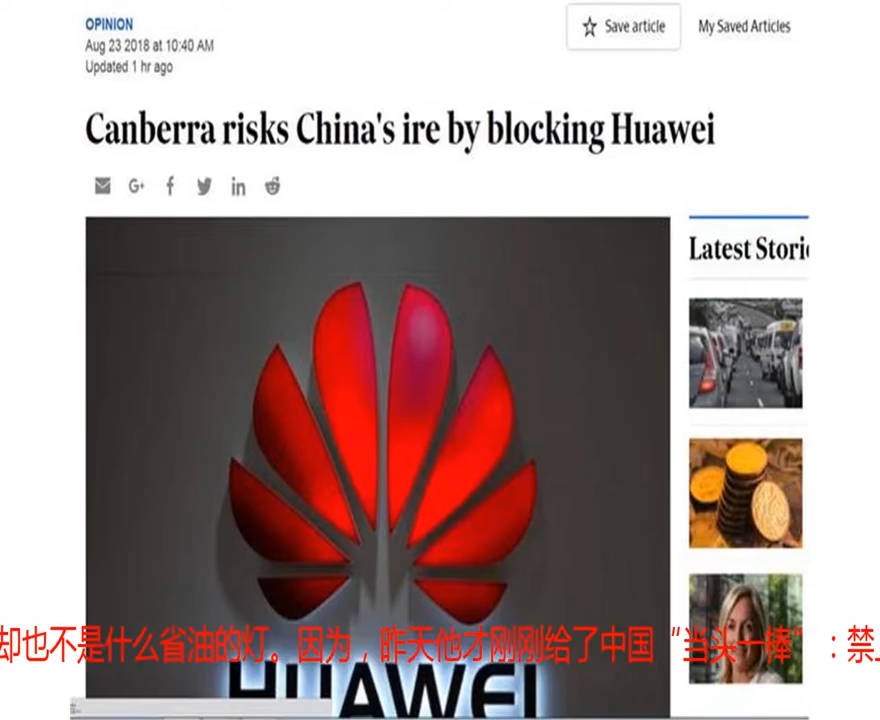 OPINION
Aug 23 2018 at 10:40 AM
Updated 1 hr ago
Save article
My Saved Articles
Canberra risks China's ire by blocking Huawei
Latest Stori
却也不是什么省油的灯。因为，昨天他才刚刚给了中国“当头一棒”：禁
HUAWEI